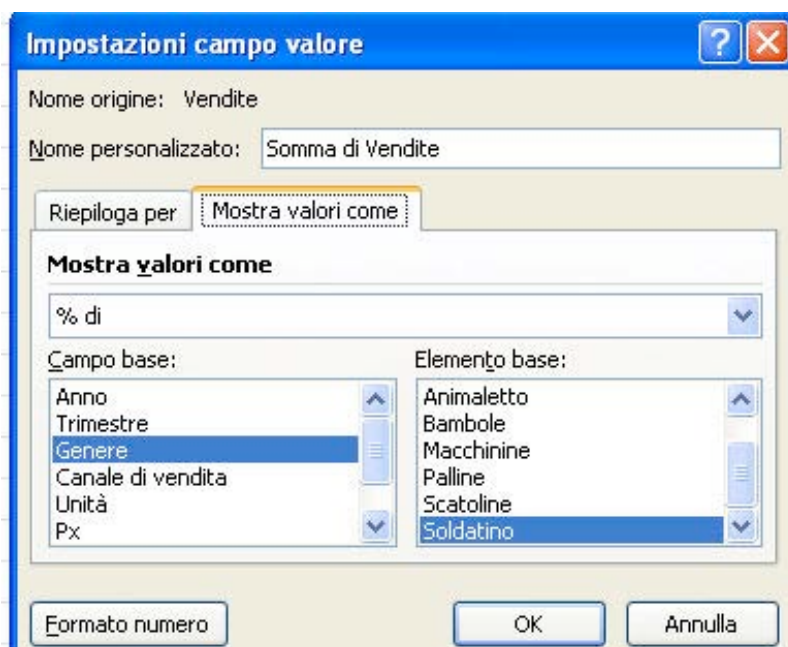 Impostazioni campo valore
Nome origine: Vendite
Nome personalizzato: Somma di Vendite
Riepiloga per Mostra valori come
Mostra valori come
% di
Campo base: Elemento base:
Anno Animaletto
Trimestre Bambole
Genere Macchinine
Canale di vendita Palline
Unità Scatoline
Px Soldatino
Formato numero OK Annulla